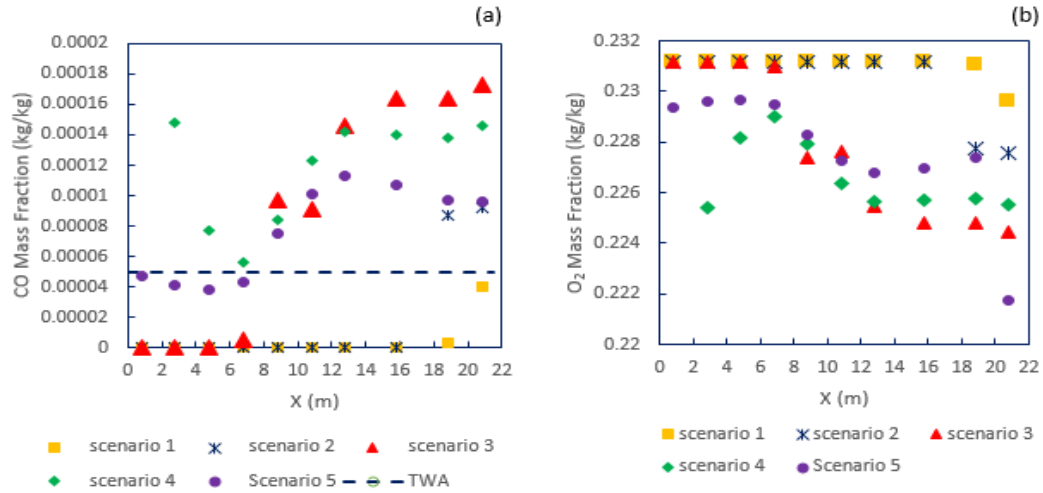 (a)
CO Mass Fraction (kg/kg)
0.0002
0.00018
0.00016
0.00014
0.00012
0.0001
0.00008
0.00006
0.00004
0.00002
0
0 2 4 6 8 10 12 14 16 18 20 22
X (m)
scenario 1 scenario 2 scenario 3
scenario 4 Scenario 5 TWA
(b)
O2 Mass Fraction (kg/kg)
0.232
0.23
0.228
0.226
0.224
0.222
0.22
0 2 4 6 8 10 12 14 16 18 20 22
X (m)
scenario 1 scenario 2 scenario 3
scenario 4 Scenario 5